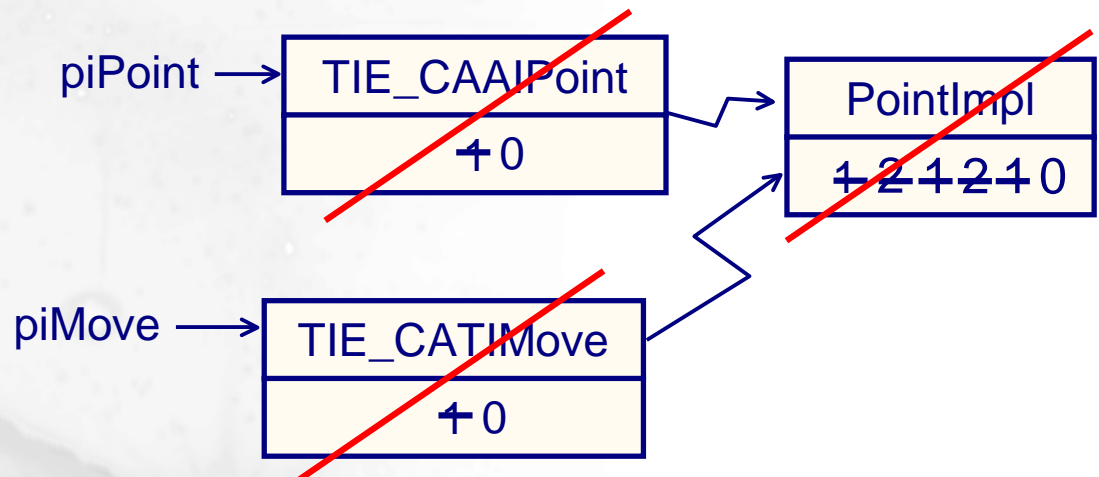 piPoint
TIE_CAAIPoint
1 0
PointImpl
1 2 1 2 1 0
piMove
TIE_CATIMove
1 0